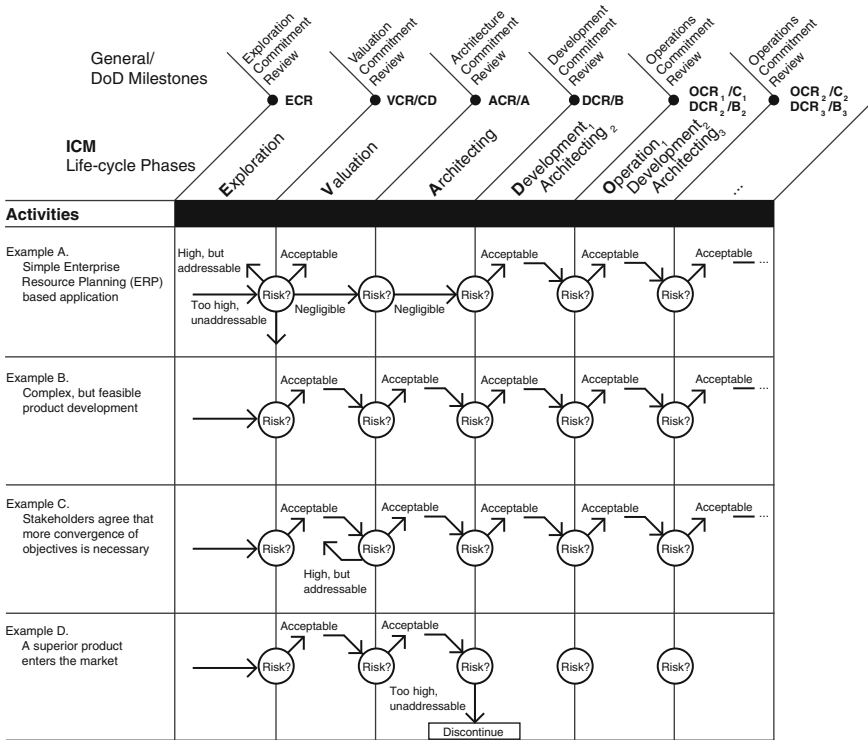 General/
DoD Milestones
Exploration
Commitment
Review
Valuation
Commitment
Review
Architecture
Commitment
Review
Development
Commitment
Review
Operations
Commitment
Review
Operations
Commitment
Review
ECR
VCR/CD
ACR/A
DCR/B
OCR₁/C₁
DCR₂/B₂
OCR₂/C₂
DCR₃/B₃
ICM
Life-cycle Phases
Exploration
Valuation
Architecting
Development₁
Architecting₂
Operation₁
Development₂
Architecting₃
...
Activities
Example A.
Simple Enterprise
Resource Planning (ERP)
based application
High, but
addressable
Acceptable
Acceptable
Acceptable
Acceptable
...
Risk?
Risk?
Risk?
Risk?
Risk?
Too high,
unaddressable
Negligible
Negligible
Example B.
Complex, but feasible
product development
Acceptable
Acceptable
Acceptable
Acceptable
Acceptable
...
Risk?
Risk?
Risk?
Risk?
Risk?
Example C.
Stakeholders agree that
more convergence of
objectives is necessary
Acceptable
Acceptable
Acceptable
Acceptable
Acceptable
...
Risk?
Risk?
Risk?
Risk?
Risk?
High, but
addressable
Example D.
A superior product
enters the market
Acceptable
Acceptable
Risk?
Risk?
Risk?
Risk?
Risk?
Too high,
unaddressable
Discontinue